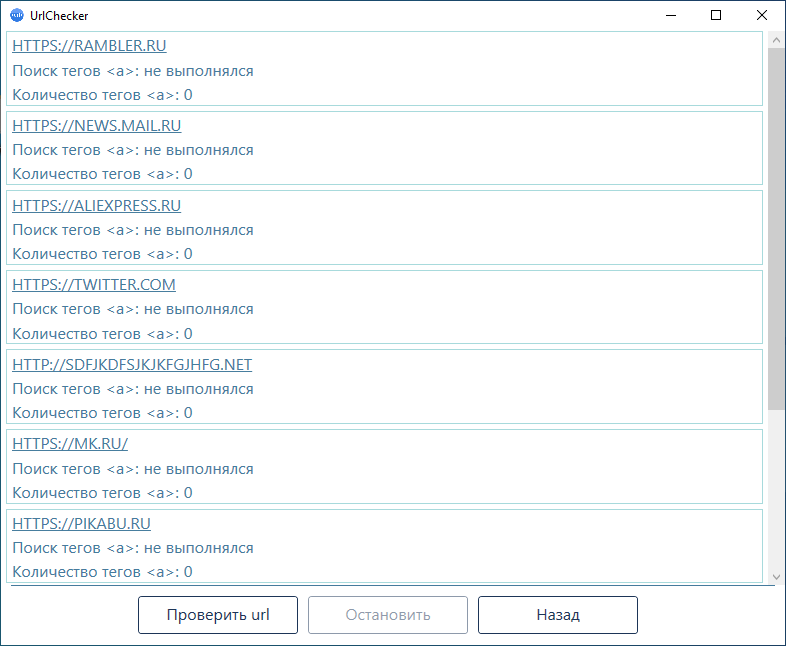 UrlChecker
HTTPS://RAMBLER.RU
Поиск тегов <a>: не выполнялся
Количество тегов <a>: 0
HTTPS://NEWS.MAIL.RU
Поиск тегов <a>: не выполнялся
Количество тегов <a>: 0
HTTPS://ALIEXPRESS.RU
Поиск тегов <a>: не выполнялся
Количество тегов <a>: 0
HTTPS://TWITTER.COM
Поиск тегов <a>: не выполнялся
Количество тегов <a>: 0
HTTP://SDFJKDFSJKJKFGJHFG.NET
Поиск тегов <a>: не выполнялся
Количество тегов <a>: 0
HTTPS://MK.RU/
Поиск тегов <a>: не выполнялся
Количество тегов <a>: 0
HTTPS://PIKABU.RU
Поиск тегов <a>: не выполнялся
Количество тегов <a>: 0
Проверить url Остановить Назад